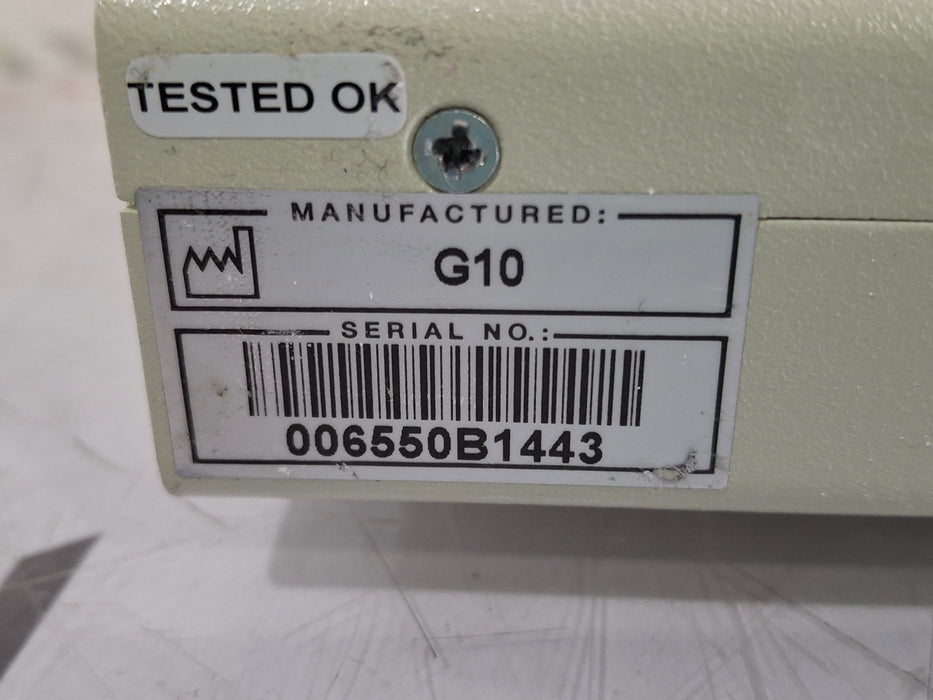 TESTED OK
MANUFACTURED:
G10
SERIAL NO.:
006550B1443